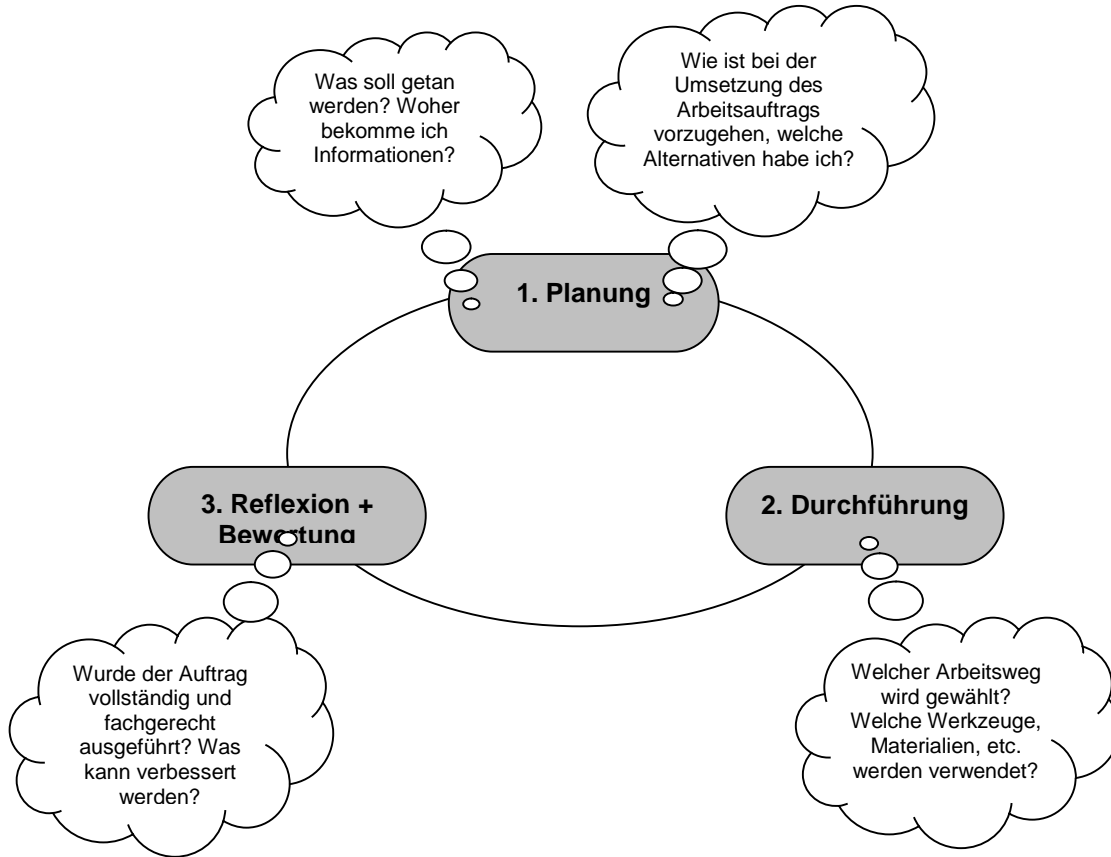 Was soll getan
werden? Woher
bekomme ich
Informationen?
Wie ist bei der
Umsetzung des
Arbeitsauftrags
vorzugehen, welche
Alternativen habe ich?
1. Planung
3. Reflexion +
Bewertung
2. Durchführung
Wurde der Auftrag
vollständig und
fachgerecht
ausgeführt? Was
kann verbessert
werden?
Welcher Arbeitsweg
wird gewählt?
Welche Werkzeuge,
Materialien, etc.
werden verwendet?